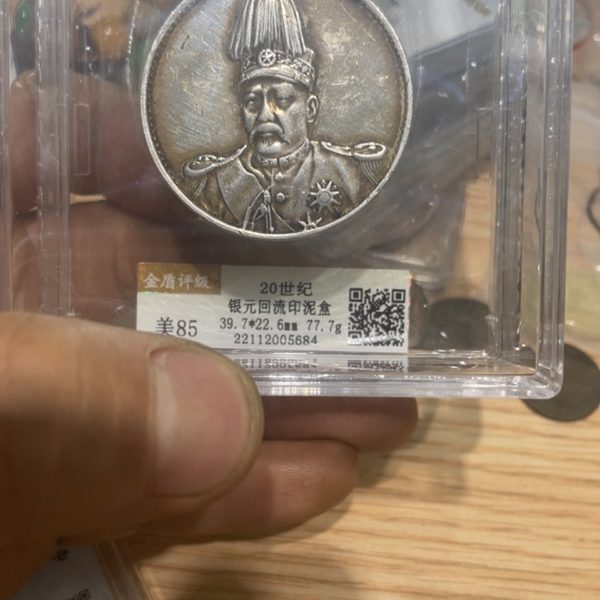 金盾评级
20世纪
银元回流印泥盒
美85
39.7*22.6mm 77.7g
22112005684